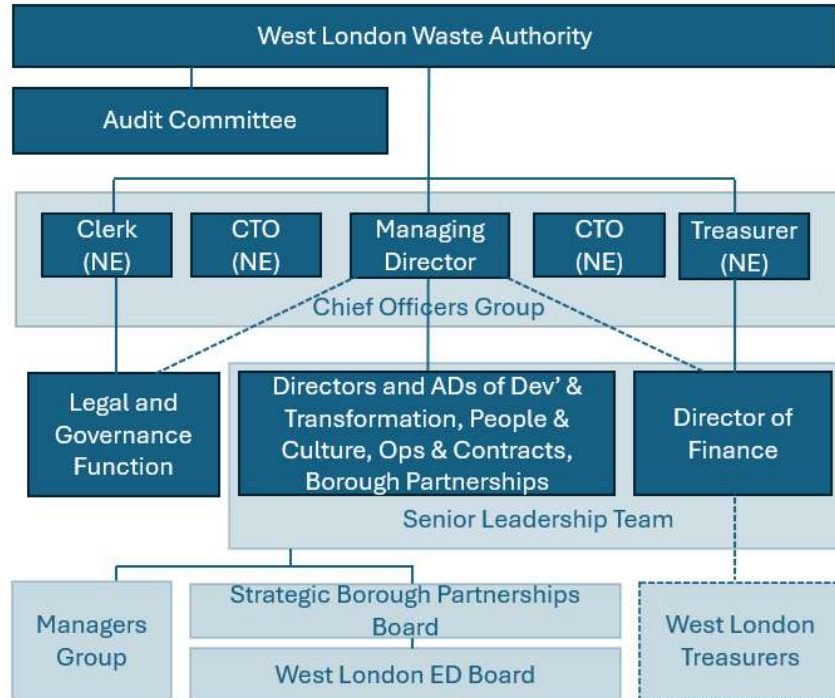 West London Waste Authority
Audit Committee
Clerk
(NE)
CTO
(NE)
Managing
Director
CTO
(NE)
Treasurer
(NE)
Chief Officers Group
Legal and
Governance
Function
Directors and ADs of Dev' &
Transformation, People &
Culture, Ops & Contracts,
Borough Partnerships
Director of
Finance
Senior Leadership Team
Managers
Group
Strategic Borough Partnerships
Board
West London ED Board
West London
Treasurers